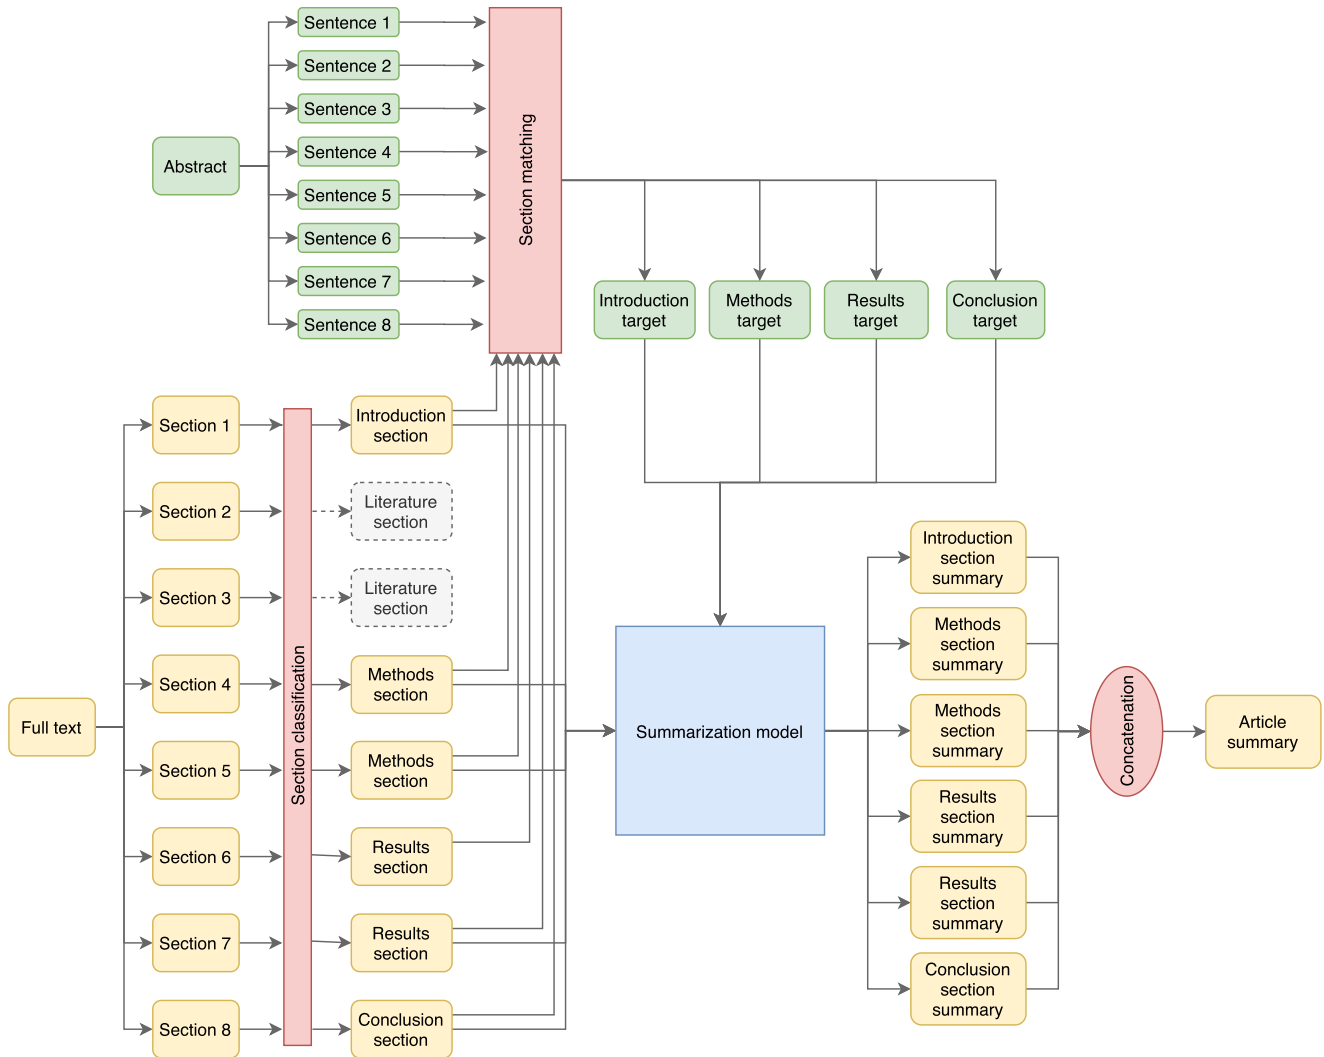 Sentence 1
Sentence 2
Sentence 3
Sentence 4
Sentence 5
Sentence 6
Sentence 7
Sentence 8
Abstract
Section matching
Introduction
target
Methods
target
Results
target
Conclusion
target
Full text
Section 1
Section 2
Section 3
Section 4
Section 5
Section 6
Section 7
Section 8
Section classification
Introduction
section
Literature
section
Literature
section
Methods
section
Methods
section
Results
section
Results
section
Conclusion
section
Summarization model
Introduction
section
summary
Methods
section
summary
Methods
section
summary
Results
section
summary
Results
section
summary
Conclusion
section
summary
Concatenation
Article
summary